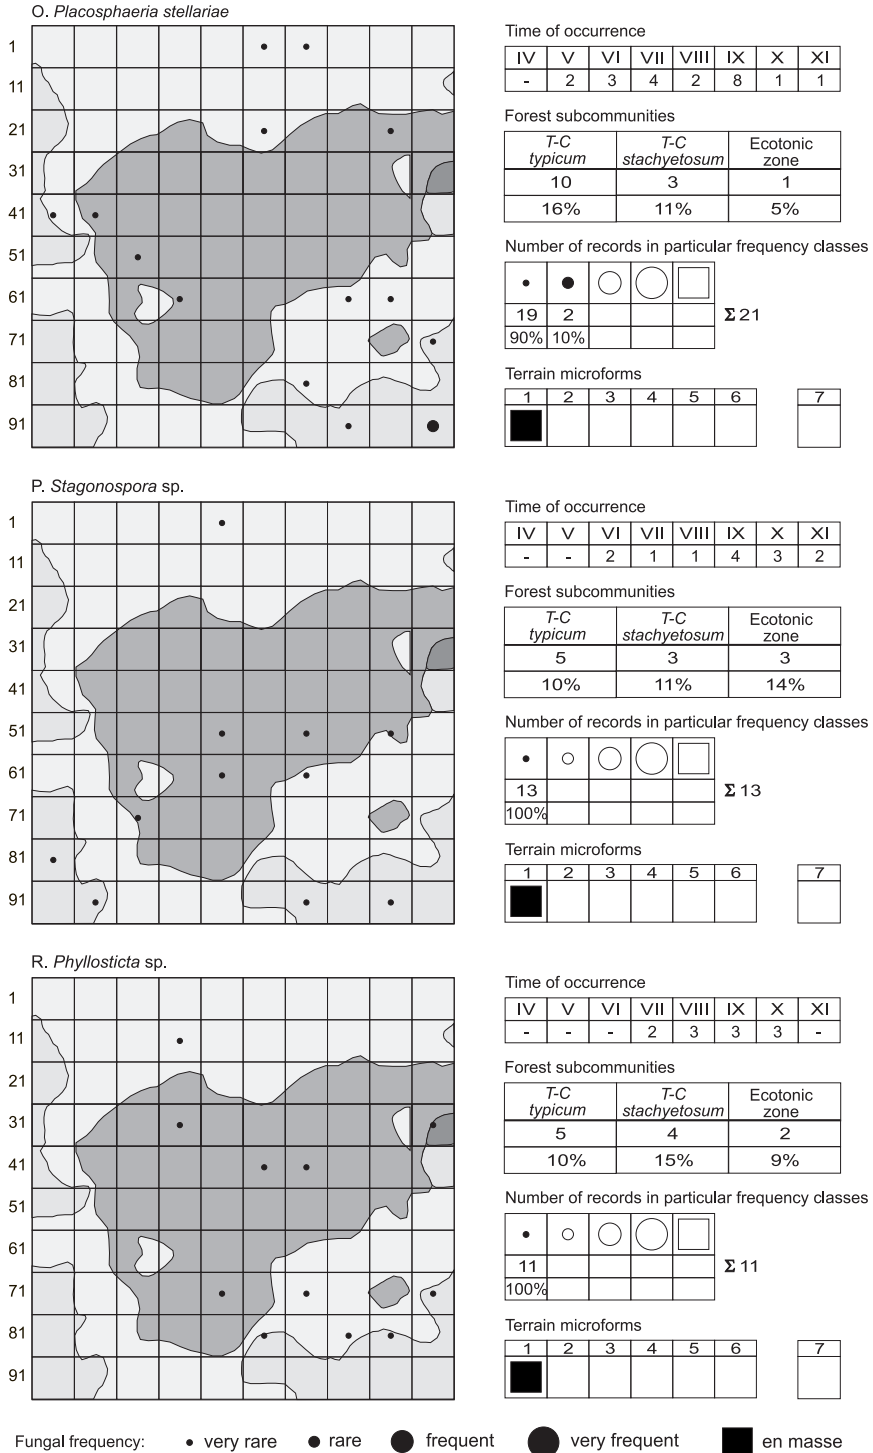 O. Placosphaeria stellariae
1
11
21
31
41
51
61
71
81
91
Time of occurrence
IV V VI VII VIII IX X XI
- 2 3 4 2 8 1 1
Forest subcommunities
T-C typicum T-C stachyetosum Ecotonic zone
10 3 1
16% 11% 5%
Number of records in particular frequency classes
19 2 Σ 21
90% 10%
Terrain microforms
1 2 3 4 5 6 7
P. Stagonospora sp.
1
11
21
31
41
51
61
71
81
91
Time of occurrence
IV V VI VII VIII IX X XI
- - 2 1 1 4 3 2
Forest subcommunities
T-C typicum T-C stachyetosum Ecotonic zone
5 3 3
10% 11% 14%
Number of records in particular frequency classes
13 Σ 13
100%
Terrain microforms
1 2 3 4 5 6 7
R. Phyllosticta sp.
1
11
21
31
41
51
61
71
81
91
Time of occurrence
IV V VI VII VIII IX X XI
- - - 2 3 3 3 -
Forest subcommunities
T-C typicum T-C stachyetosum Ecotonic zone
5 4 2
10% 15% 9%
Number of records in particular frequency classes
11 Σ 11
100%
Terrain microforms
1 2 3 4 5 6 7
Fungal frequency: very rare rare frequent very frequent en masse